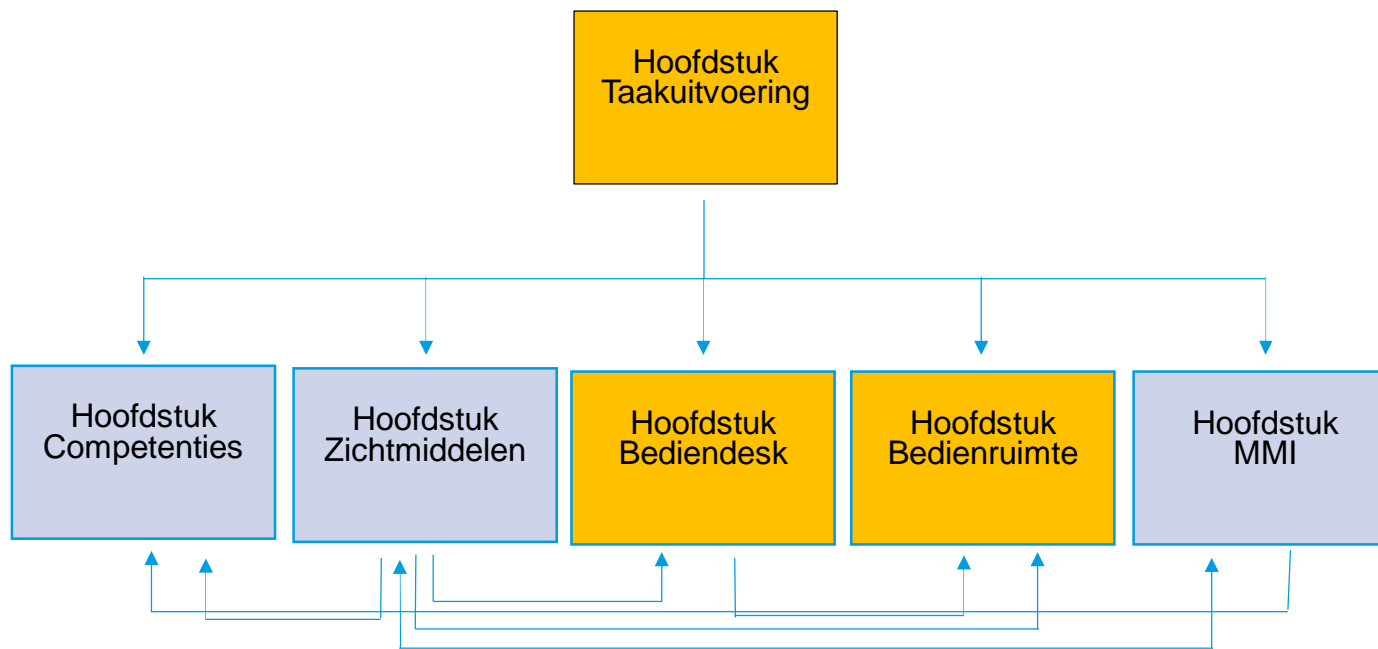 Hoofdstuk
Taakuitvoering
Hoofdstuk
Competenties
Hoofdstuk
Zichtmiddelen
Hoofdstuk
Bediendesk
Hoofdstuk
Bedienruimte
Hoofdstuk
MMI